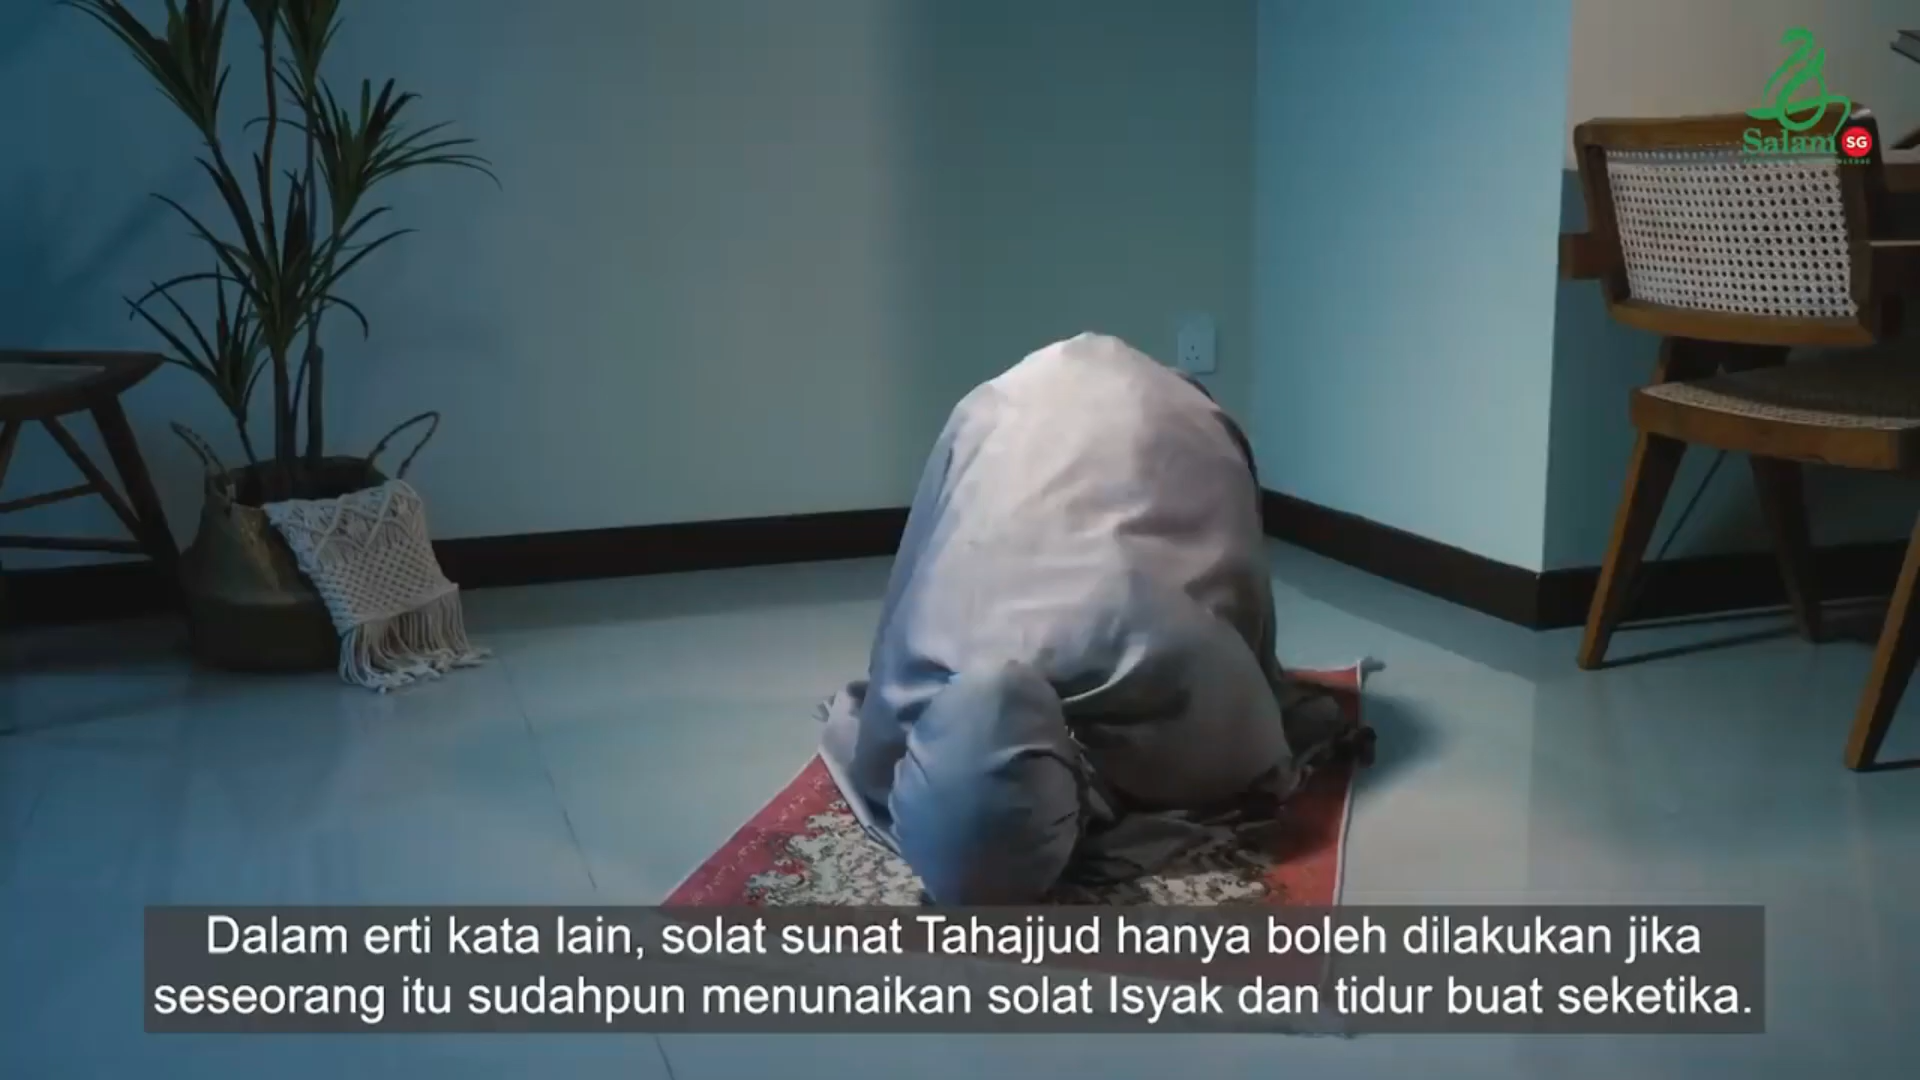 Salam SG
Dalam erti kata lain, solat sunat Tahajjud hanya boleh dilakukan jika
seseorang itu sudahpun menunaikan solat Isyak dan tidur buat seketika.